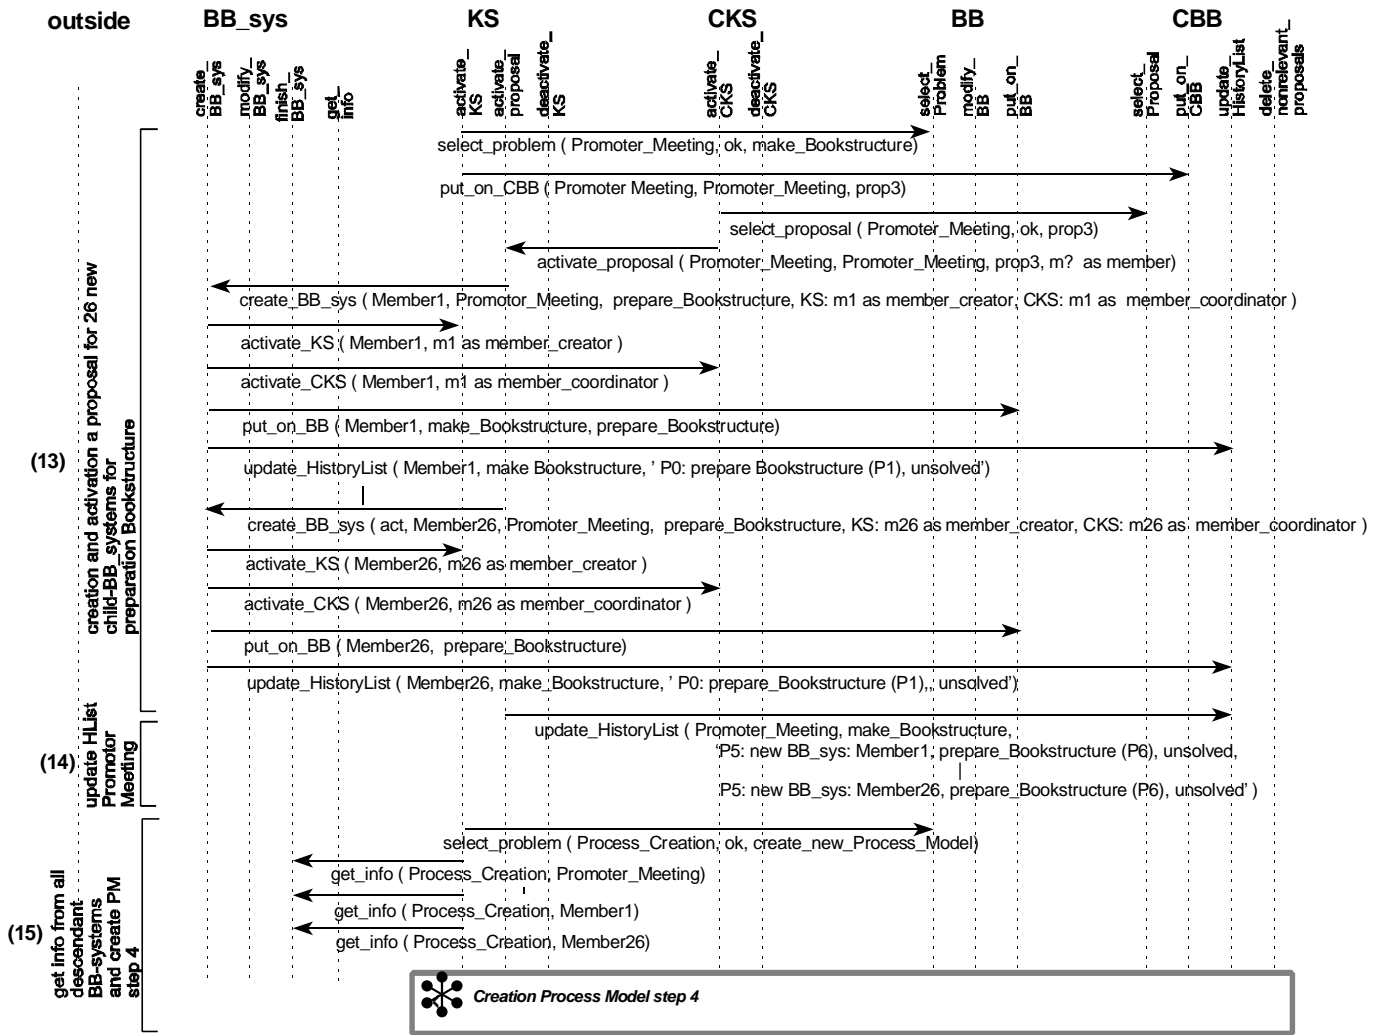 outside BB_sys KS CKS BB CBB
create_
BB_sys
modify_
BB_sys
finish_
BB_sys
get_
info
activate_
KS
activate_
proposal
deactivate_
KS
activate_
CKS
deactivate_
CKS
select_
Problem
modify_
BB
put_on_
BB
select_
Proposal
put_on_
CBB
update_
HistoryList
delete_
nonrelevant_
proposals
(13)
creation and activation a proposal for 26 new
child-BB_systems for
preparation Bookstructure
select_problem ( Promoter_Meeting, ok, make_Bookstructure)
put_on_CBB ( Promoter Meeting, Promoter_Meeting, prop3)
select_proposal ( Promoter_Meeting, ok, prop3)
activate_proposal ( Promoter_Meeting, Promoter_Meeting, prop3, m? as member)
create_BB_sys ( Member1, Promotor_Meeting, prepare_Bookstructure, KS: m1 as member_creator, CKS: m1 as member_coordinator )
activate_KS ( Member1, m1 as member_creator )
activate_CKS ( Member1, m1 as member_coordinator )
put_on_BB ( Member1, make_Bookstructure, prepare_Bookstructure)
update_HistoryList ( Member1, make Bookstructure, ' P0: prepare Bookstructure (P1), unsolved')
create_BB_sys ( act, Member26, Promoter_Meeting, prepare_Bookstructure, KS: m26 as member_creator, CKS: m26 as member_coordinator )
activate_KS ( Member26, m26 as member_creator )
activate_CKS ( Member26, m26 as member_coordinator )
put_on_BB ( Member26, prepare_Bookstructure)
update_HistoryList ( Member26, make_Bookstructure, ' P0: prepare_Bookstructure (P1),, unsolved')
(14)
update HList
Promotor
Meeting
update_HistoryList ( Promoter_Meeting, make_Bookstructure,
'P5: new BB_sys: Member1, prepare_Bookstructure (P6), unsolved,
P5: new BB_sys: Member26, prepare_Bookstructure (P6), unsolved' )
(15)
get info from all
descendant
BB-systems
and create PM
step 4
select_problem ( Process_Creation, ok, create_new_Process_Model)
get_info ( Process_Creation, Promoter_Meeting)
get_info ( Process_Creation, Member1)
get_info ( Process_Creation, Member26)
Creation Process Model step 4